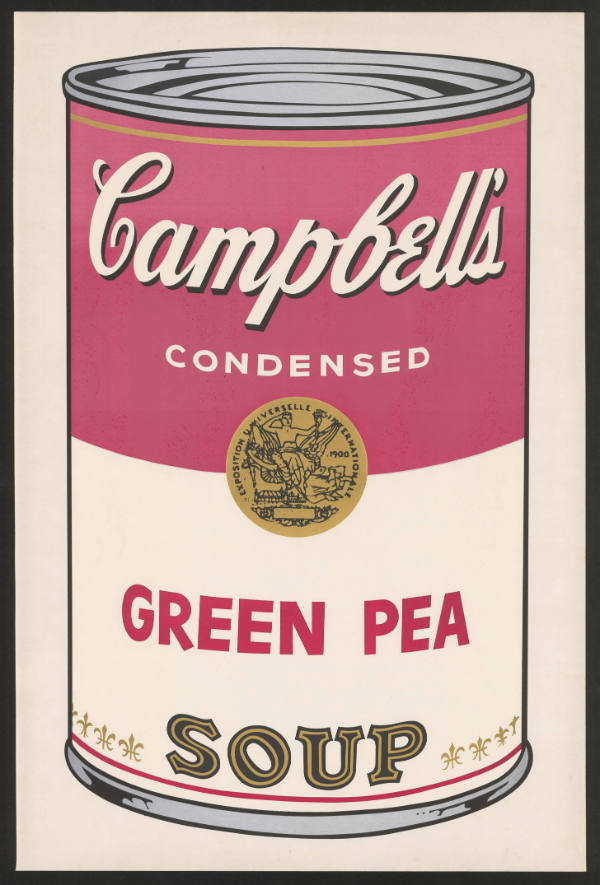 Campbell's
CONDENSED
EXPOSITION UNIVERSELLE INTERNATIONALE
1900
GREEN PEA
SOUP